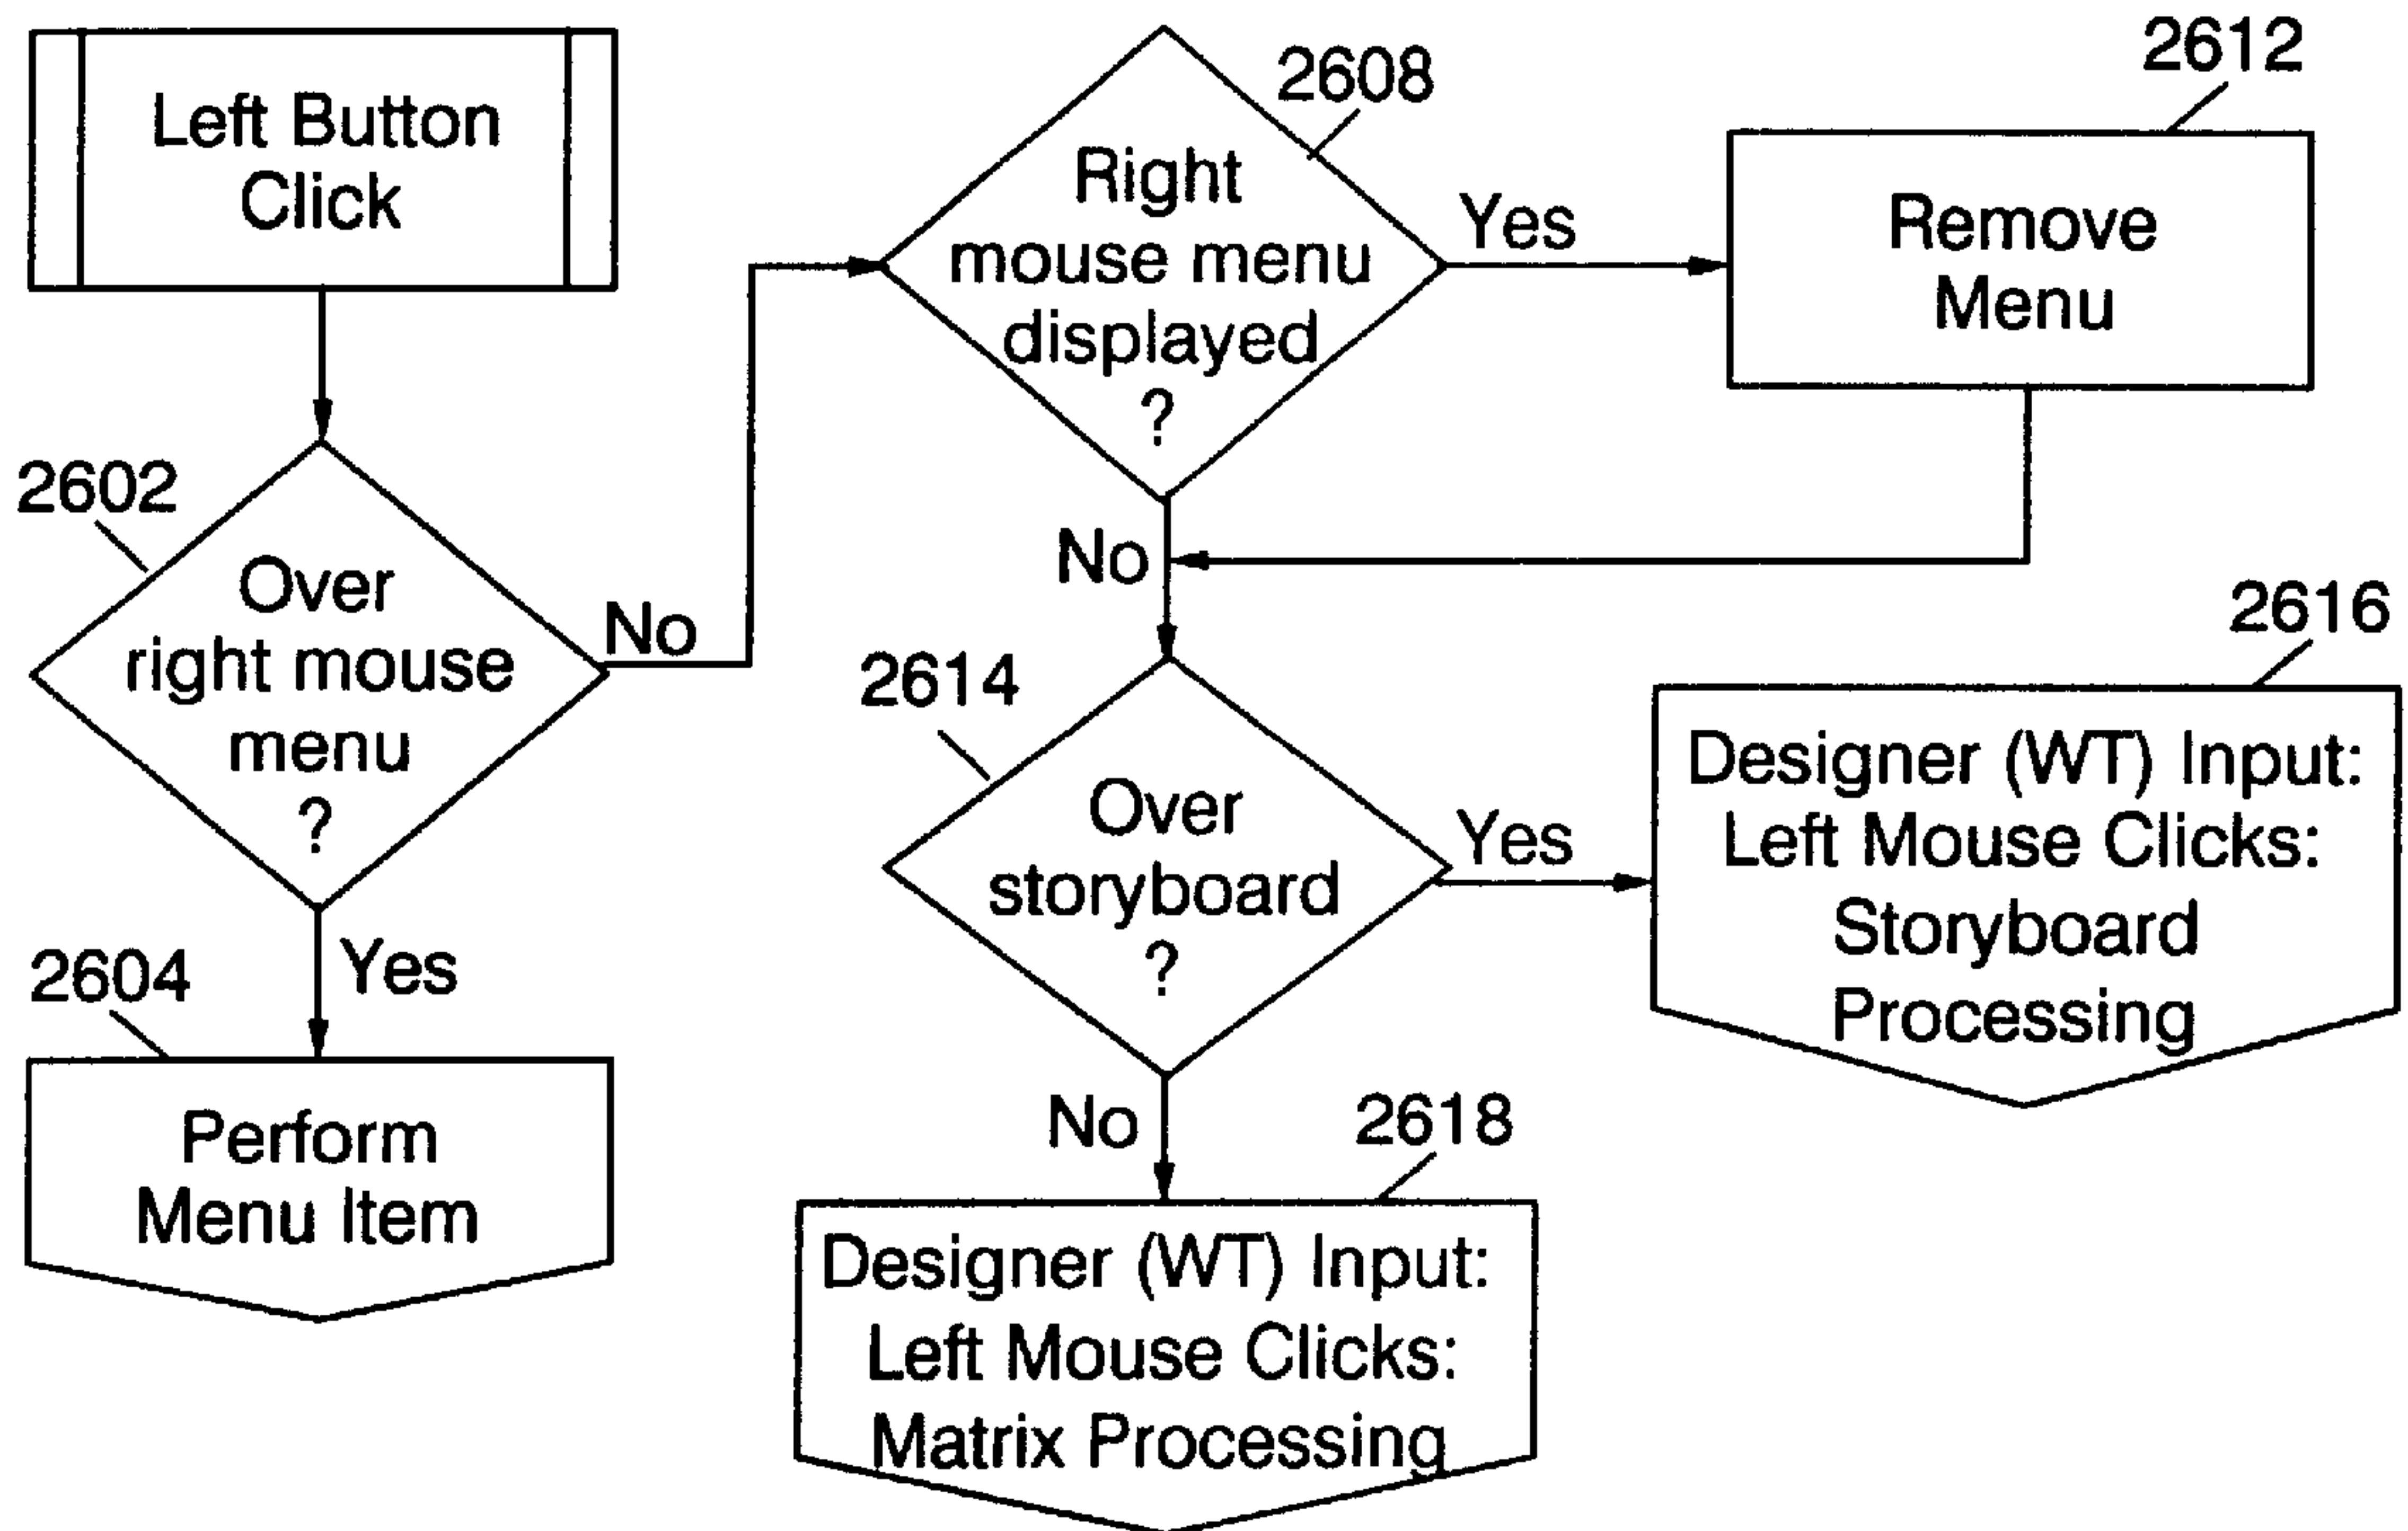 Left Button
Click
2602
Over
right mouse
menu
?
No
Yes
2604
Perform
Menu Item
2608
Right
mouse menu
displayed
?
Yes
No
2612
Remove
Menu
2614
Over
storyboard
?
Yes
No
2616
Designer (WT) Input:
Left Mouse Clicks:
Storyboard
Processing
2618
Designer (WT) Input:
Left Mouse Clicks:
Matrix Processing